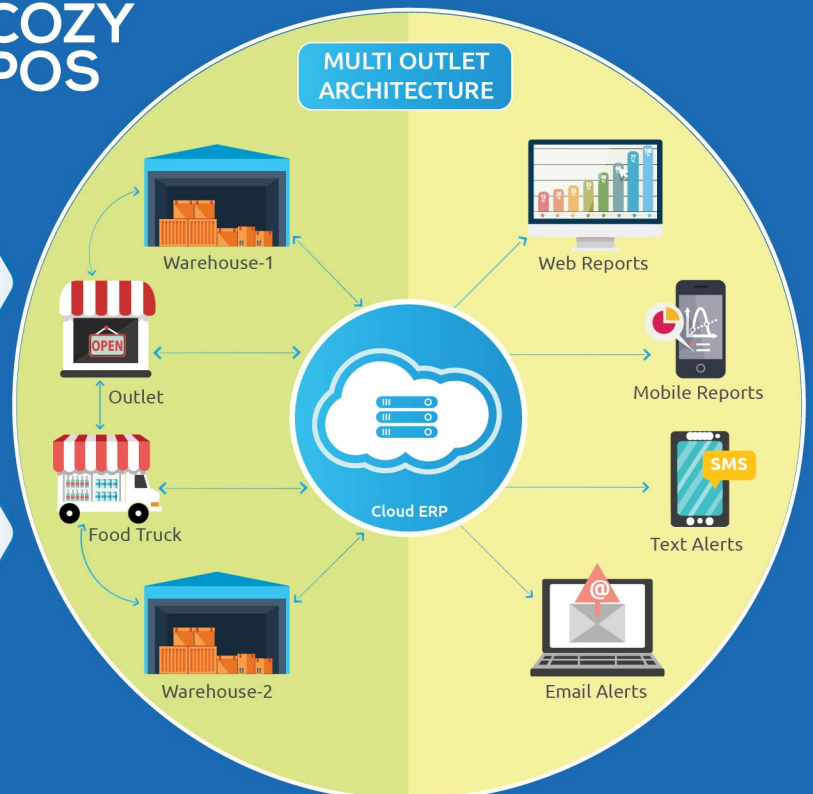 COZY
POS
MULTI OUTLET
ARCHITECTURE
Warehouse-1
Web Reports
OPEN
Outlet
Mobile Reports
SMS
Food Truck
Cloud ERP
Text Alerts
@
Warehouse-2
Email Alerts